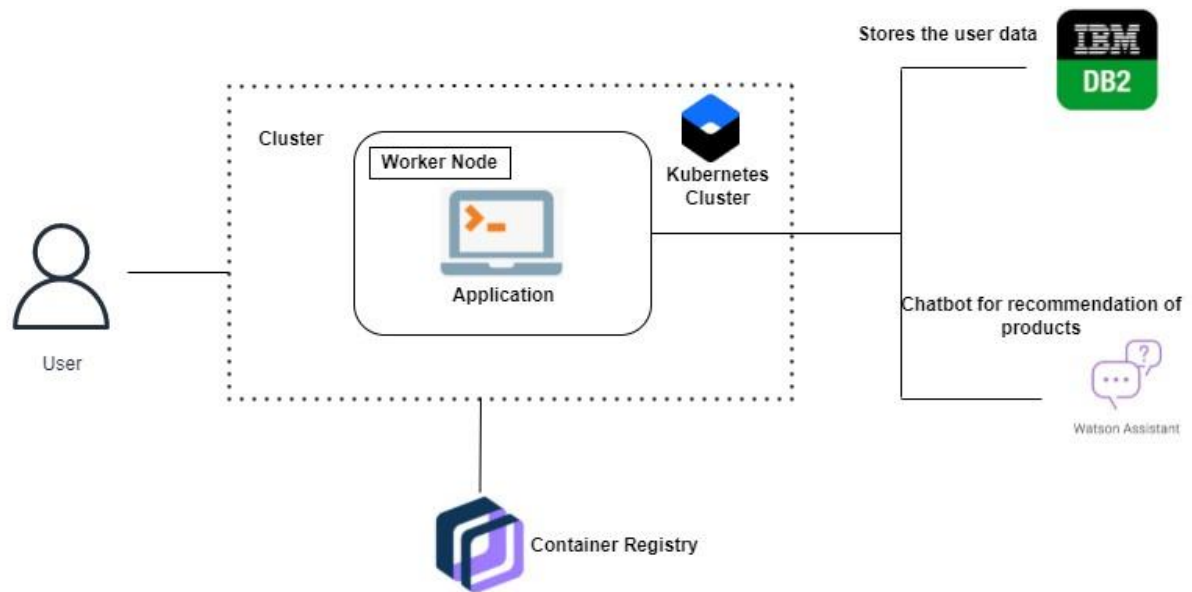 Stores the user data
IBM
DB2
Cluster
Worker Node
Kubernetes
Cluster
>_
Application
User
Chatbot for recommendation of
products
?
Watson Assistant
Container Registry